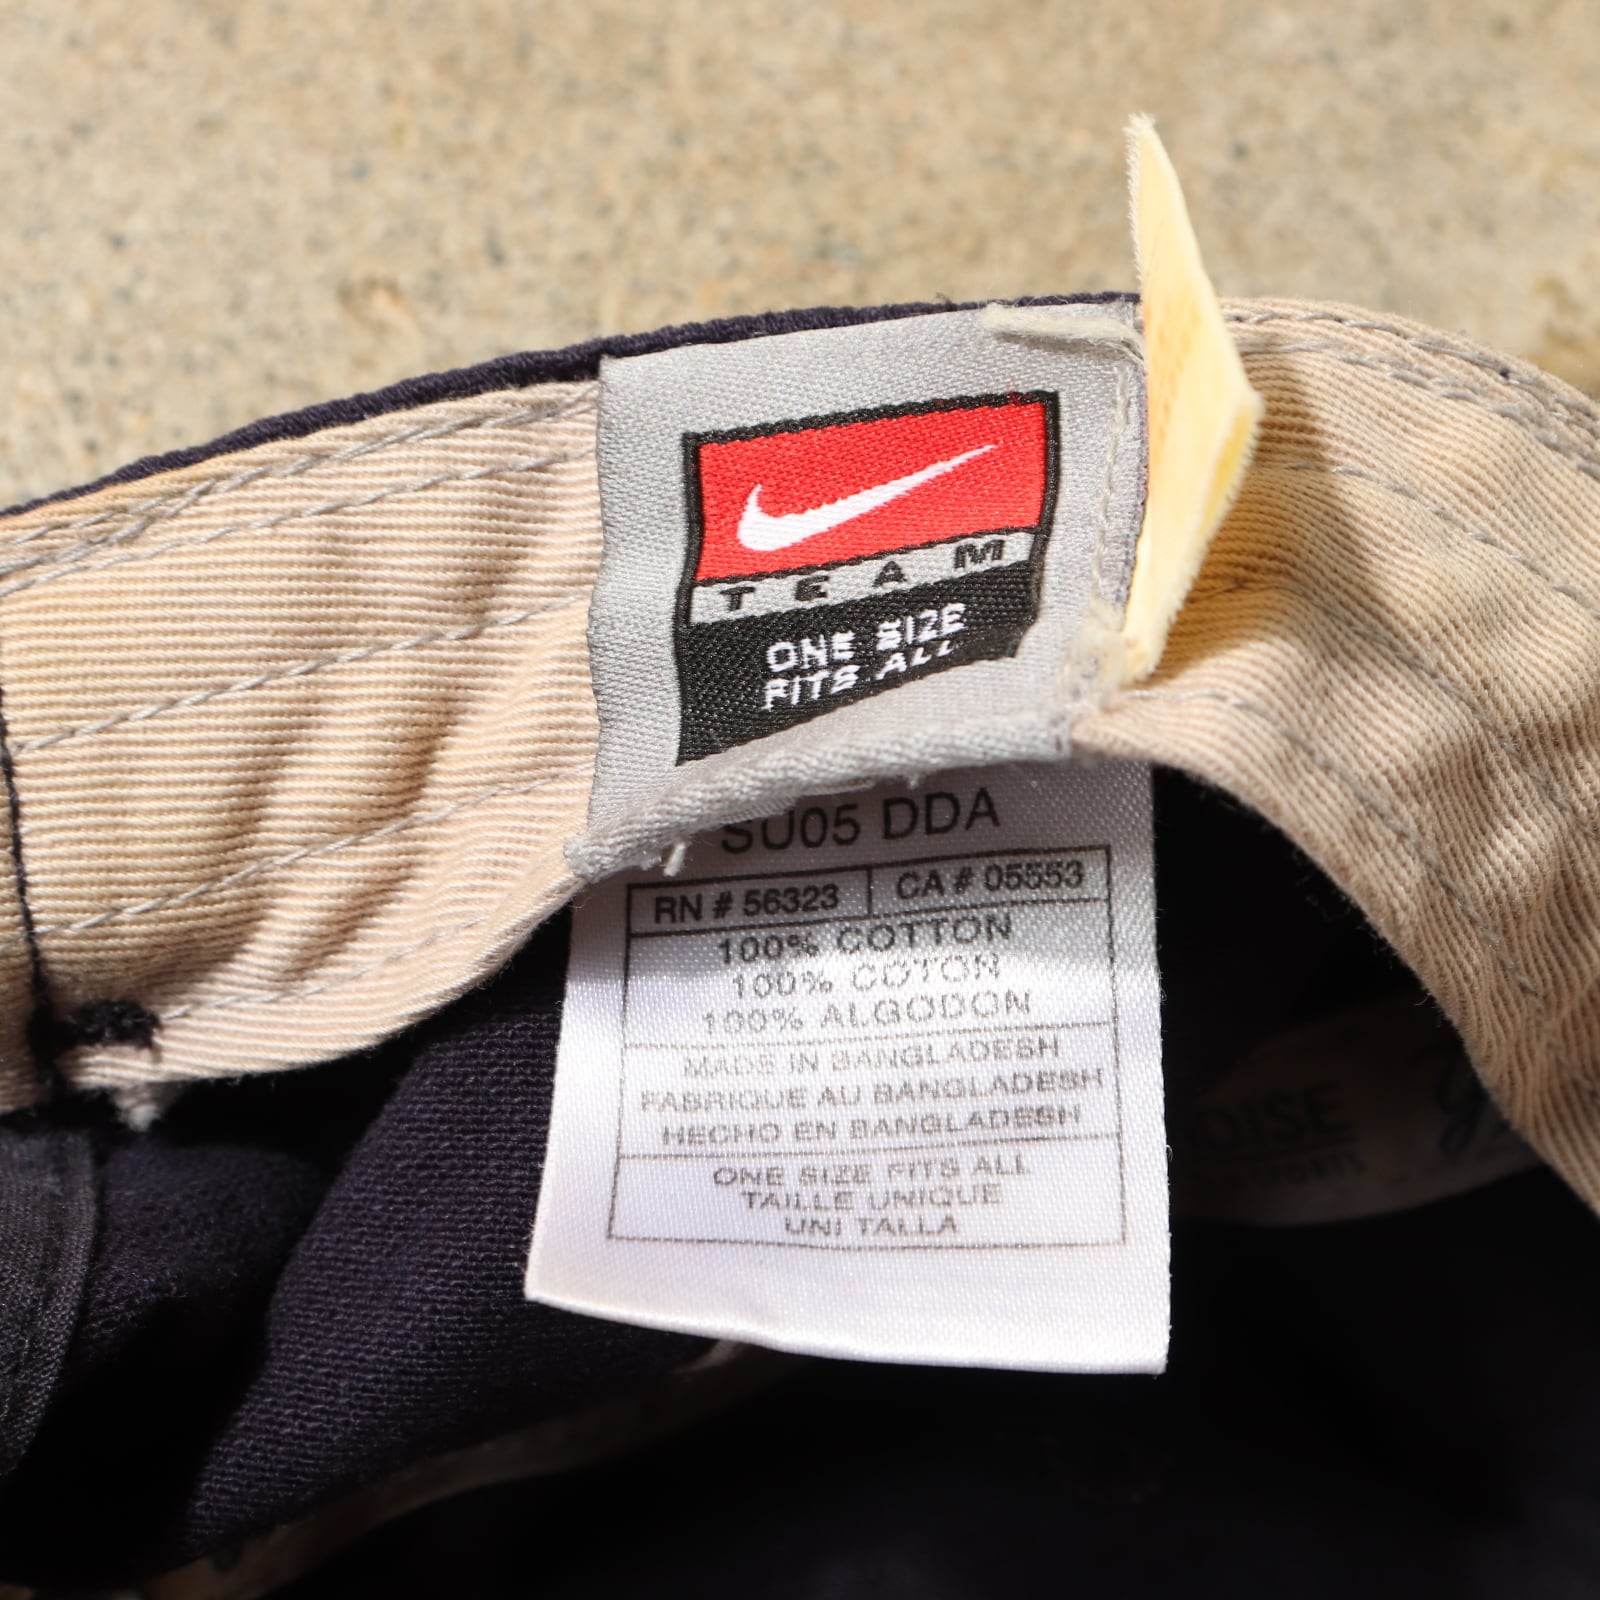 TEAM
ONE SIZE
FITS ALL
SU05 DDA
RN # 56323 CA # 05553
100% COTTON
100% COTON
100% ALGODON
MADE IN BANGLADESH
FABRIQUE AU BANGLADESH
HECHO EN BANGLADESH
ONE SIZE FITS ALL
TAILLE UNIQUE
UNI TALLA